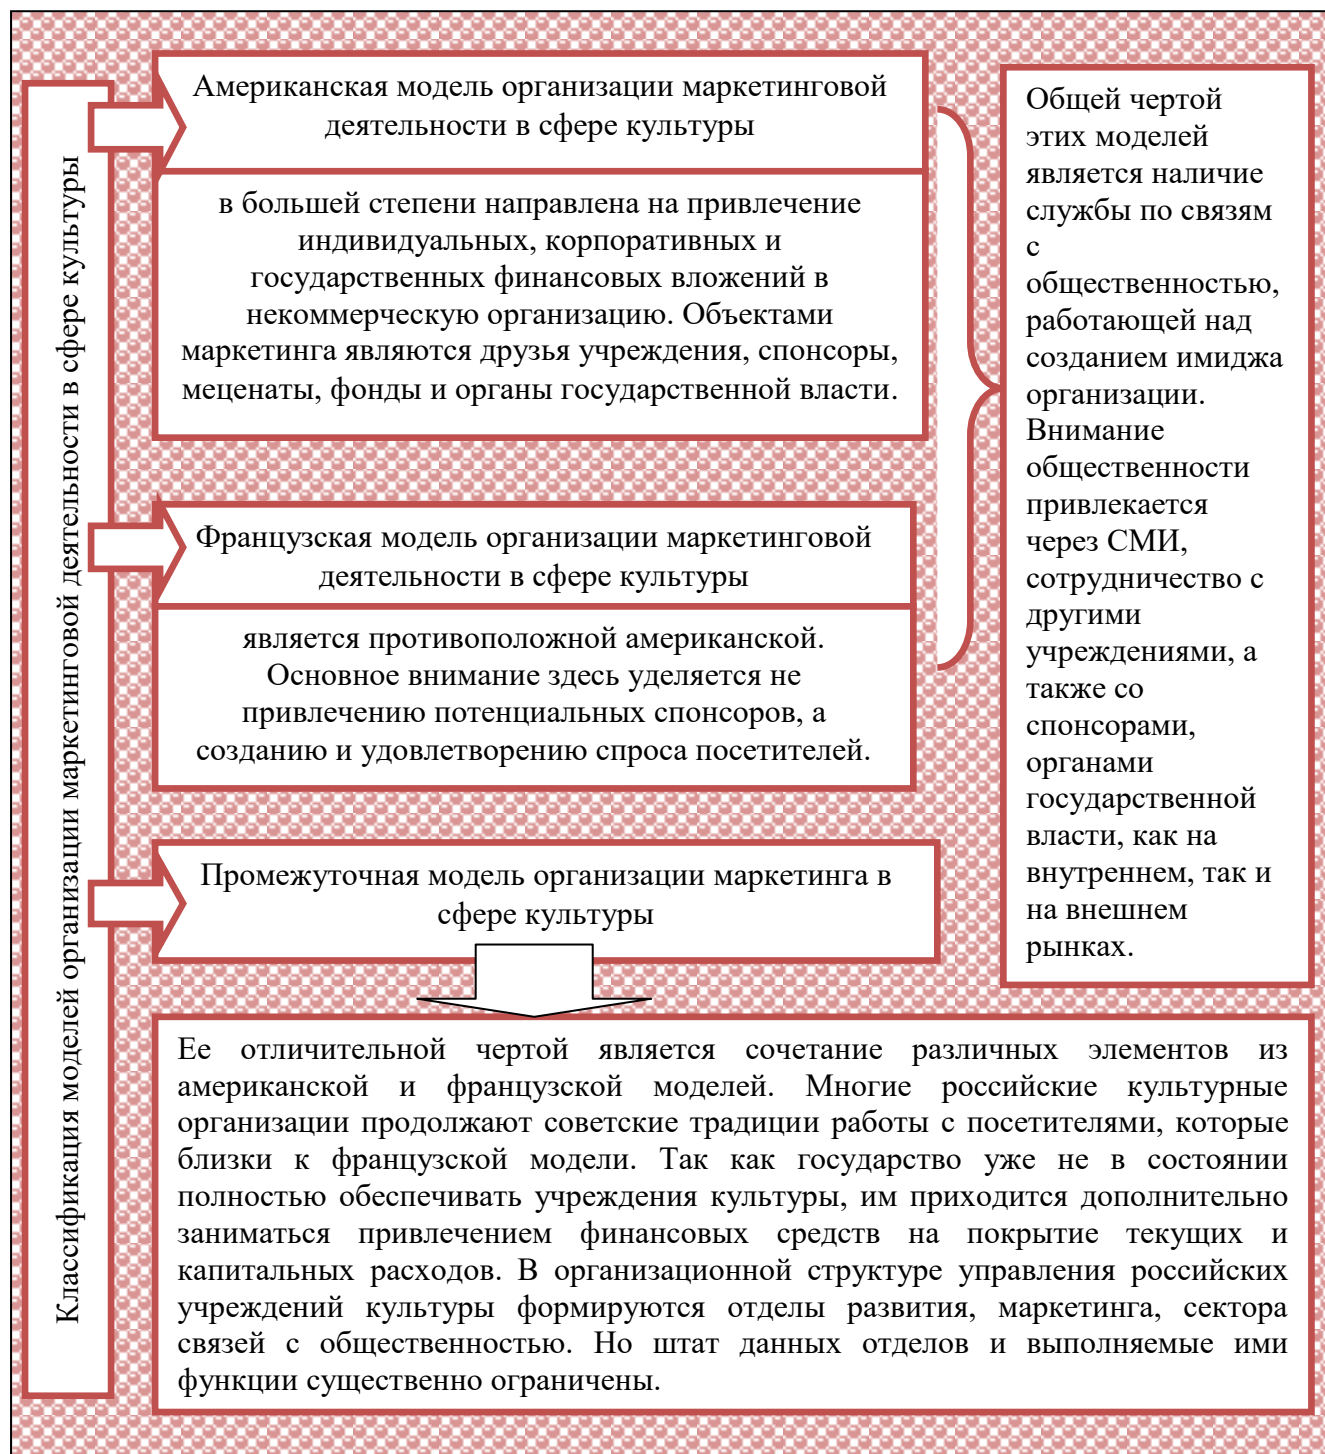 Классификация моделей организации маркетинговой деятельности в сфере культуры
Американская модель организации маркетинговой
деятельности в сфере культуры
в большей степени направлена на привлечение
индивидуальных, корпоративных и
государственных финансовых вложений в
некоммерческую организацию. Объектами
маркетинга являются друзья учреждения, спонсоры,
меценаты, фонды и органы государственной власти.
Французская модель организации маркетинговой
деятельности в сфере культуры
является противоположной американской.
Основное внимание здесь уделяется не
привлечению потенциальных спонсоров, а
созданию и удовлетворению спроса посетителей.
Общей чертой
этих моделей
является наличие
службы по связям
с
общественностью,
работающей над
созданием имиджа
организации.
Внимание
общественности
привлекается
через СМИ,
сотрудничество с
другими
учреждениями, а
также со
спонсорами,
органами
государственной
власти, как на
внутреннем, так и
на внешнем
рынках.
Промежуточная модель организации маркетинга в
сфере культуры
Ее отличительной чертой является сочетание различных элементов из
американской и французской моделей. Многие российские культурные
организации продолжают советские традиции работы с посетителями, которые
близки к французской модели. Так как государство уже не в состоянии
полностью обеспечивать учреждения культуры, им приходится дополнительно
заниматься привлечением финансовых средств на покрытие текущих и
капитальных расходов. В организационной структуре управления российских
учреждений культуры формируются отделы развития, маркетинга, сектора
связей с общественностью. Но штат данных отделов и выполняемые ими
функции существенно ограничены.